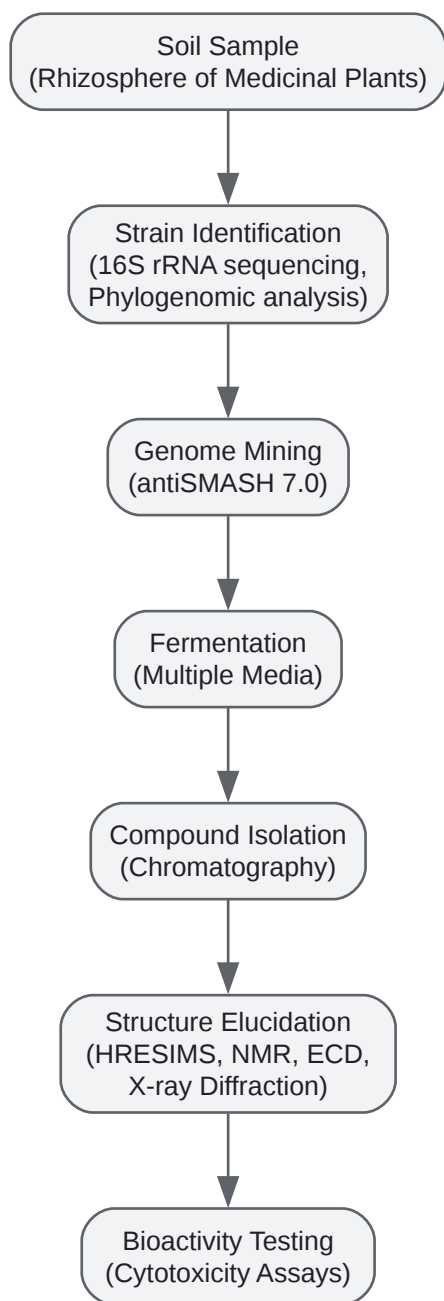 Soil Sample
(Rhizosphere of Medicinal Plants)
Strain Identification
(16S rRNA sequencing,
Phylogenomic analysis)
Genome Mining
(antiSMASH 7.0)
Fermentation
(Multiple Media)
Compound Isolation
(Chromatography)
Structure Elucidation
(HRESIMS, NMR, ECD,
X-ray Diffraction)
Bioactivity Testing
(Cytotoxicity Assays)